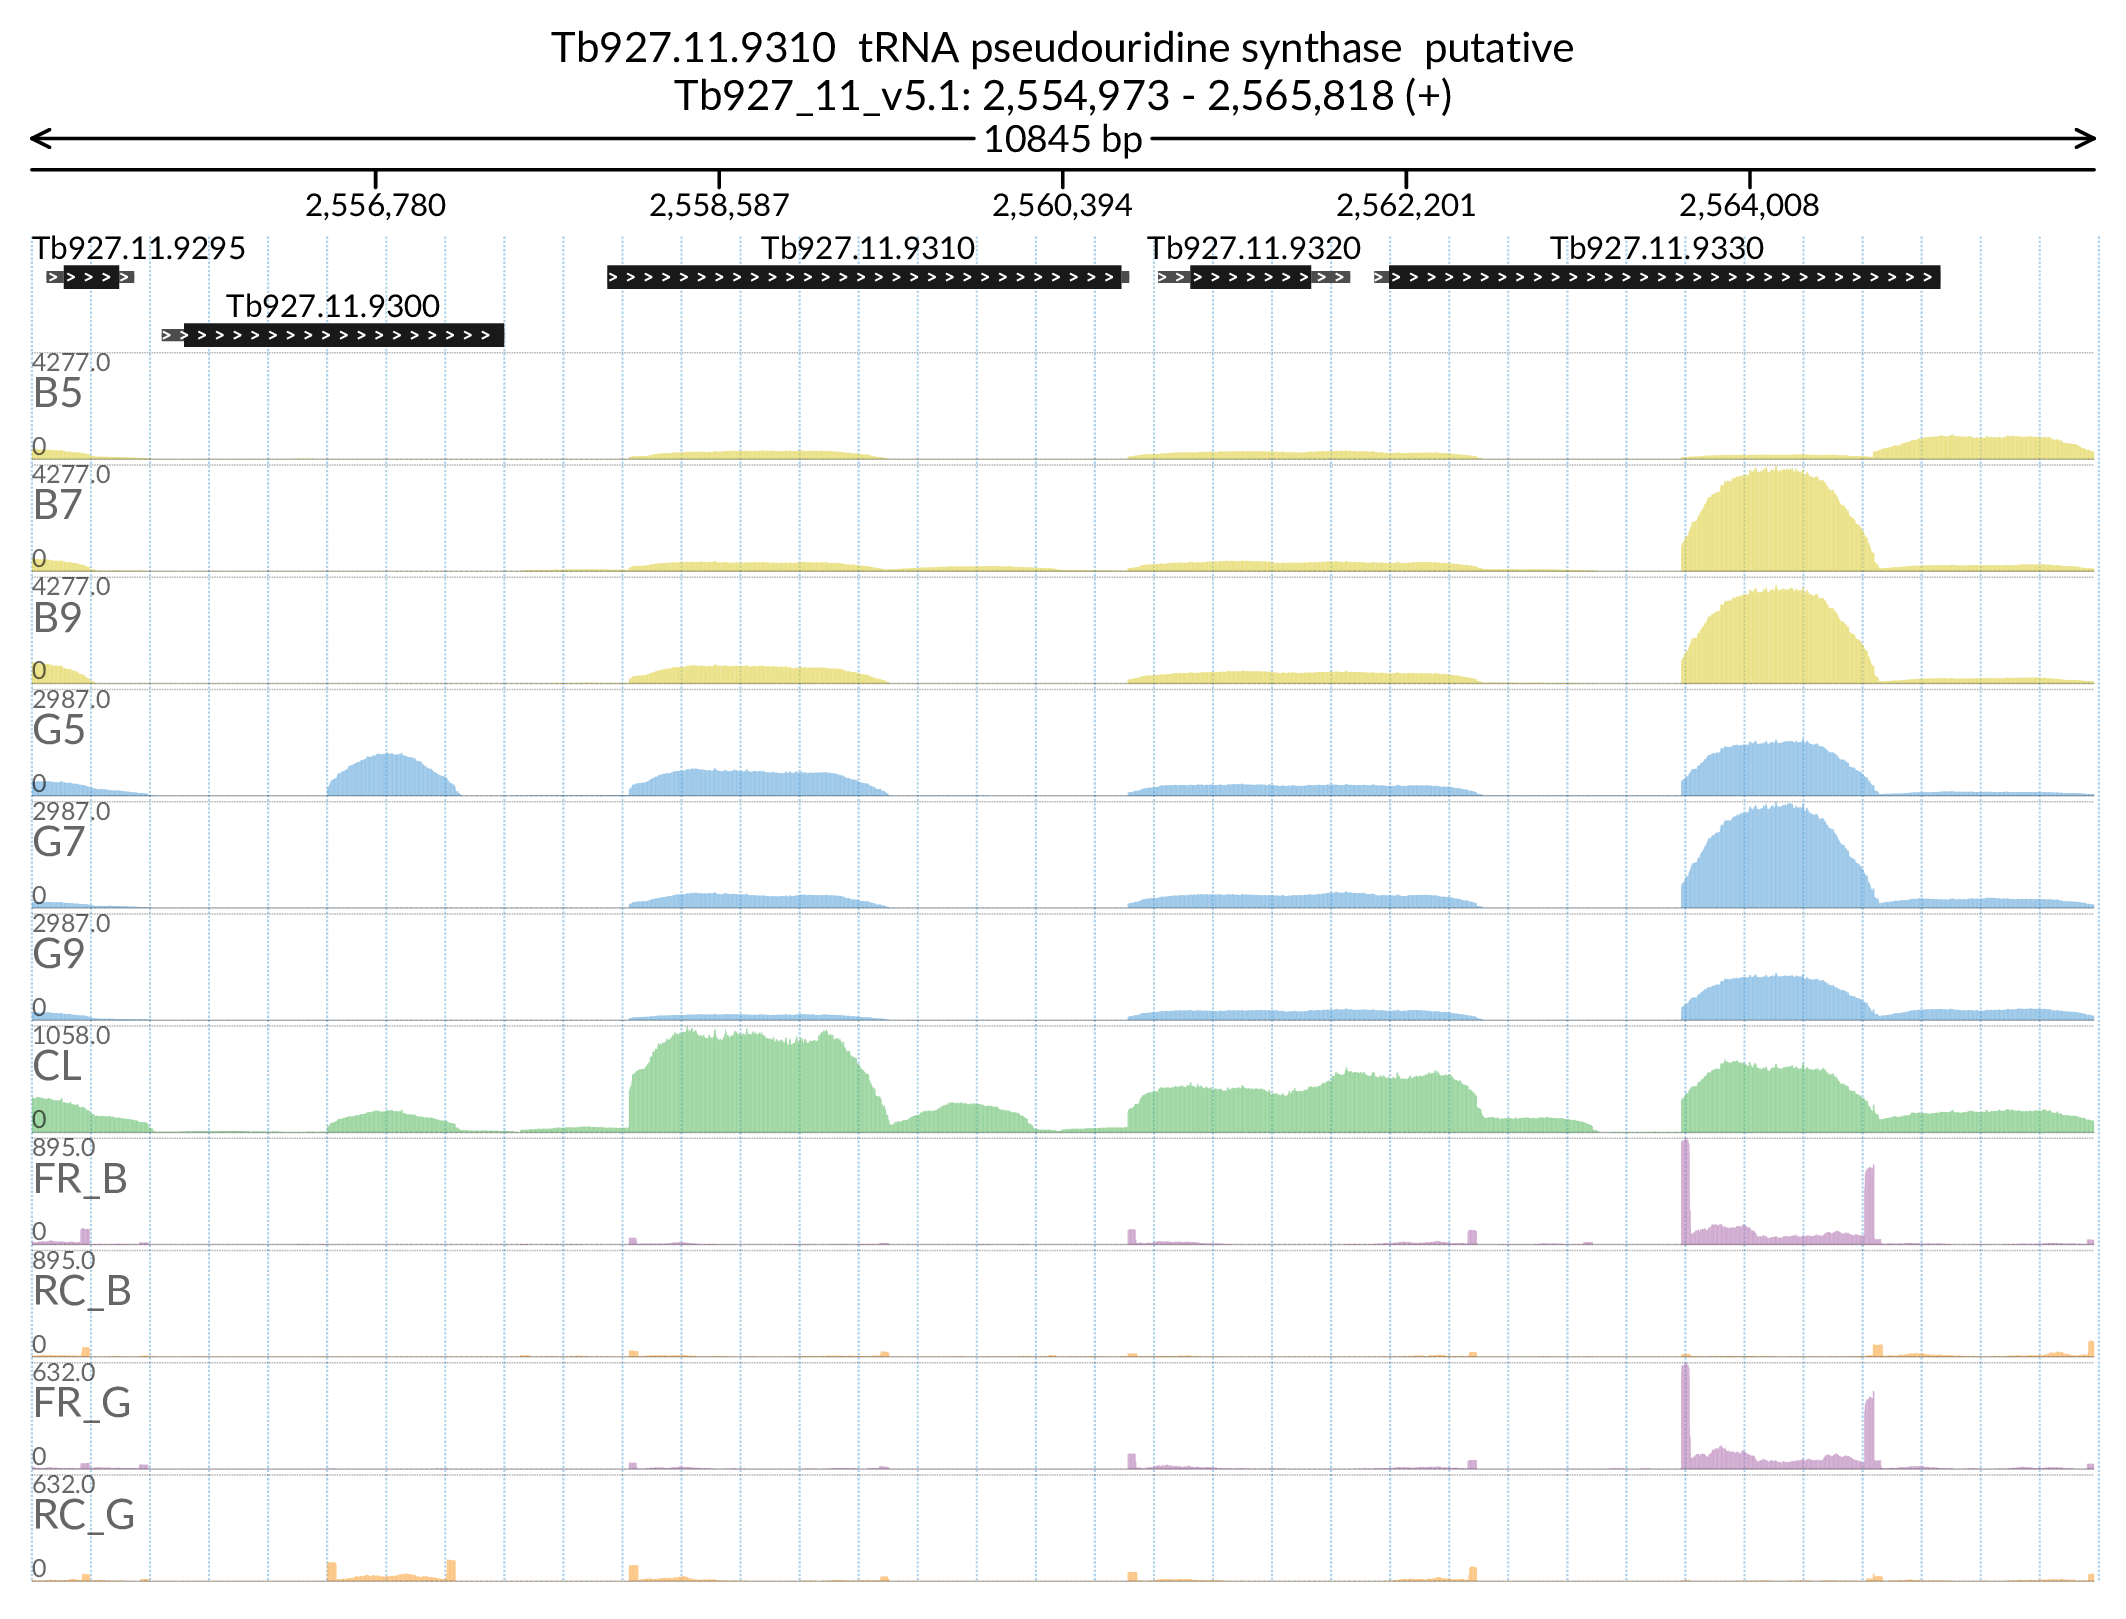 Tb927.11.9310 tRNA pseudouridine synthase putative
Tb927_11_v5.1: 2,554,973 - 2,565,818 (+)
10845 bp
2,556,780 2,558,587 2,560,394 2,562,201 2,564,008
Tb927.11.9295 Tb927.11.9310 Tb927.11.9320 Tb927.11.9330
Tb927.11.9300
4277.0
B5
0
4277.0
B7
0
4277.0
B9
0
2987.0
G5
0
2987.0
G7
0
2987.0
G9
0
1058.0
CL
0
895.0
FR_B
0
895.0
RC_B
0
632.0
FR_G
0
632.0
RC_G
0